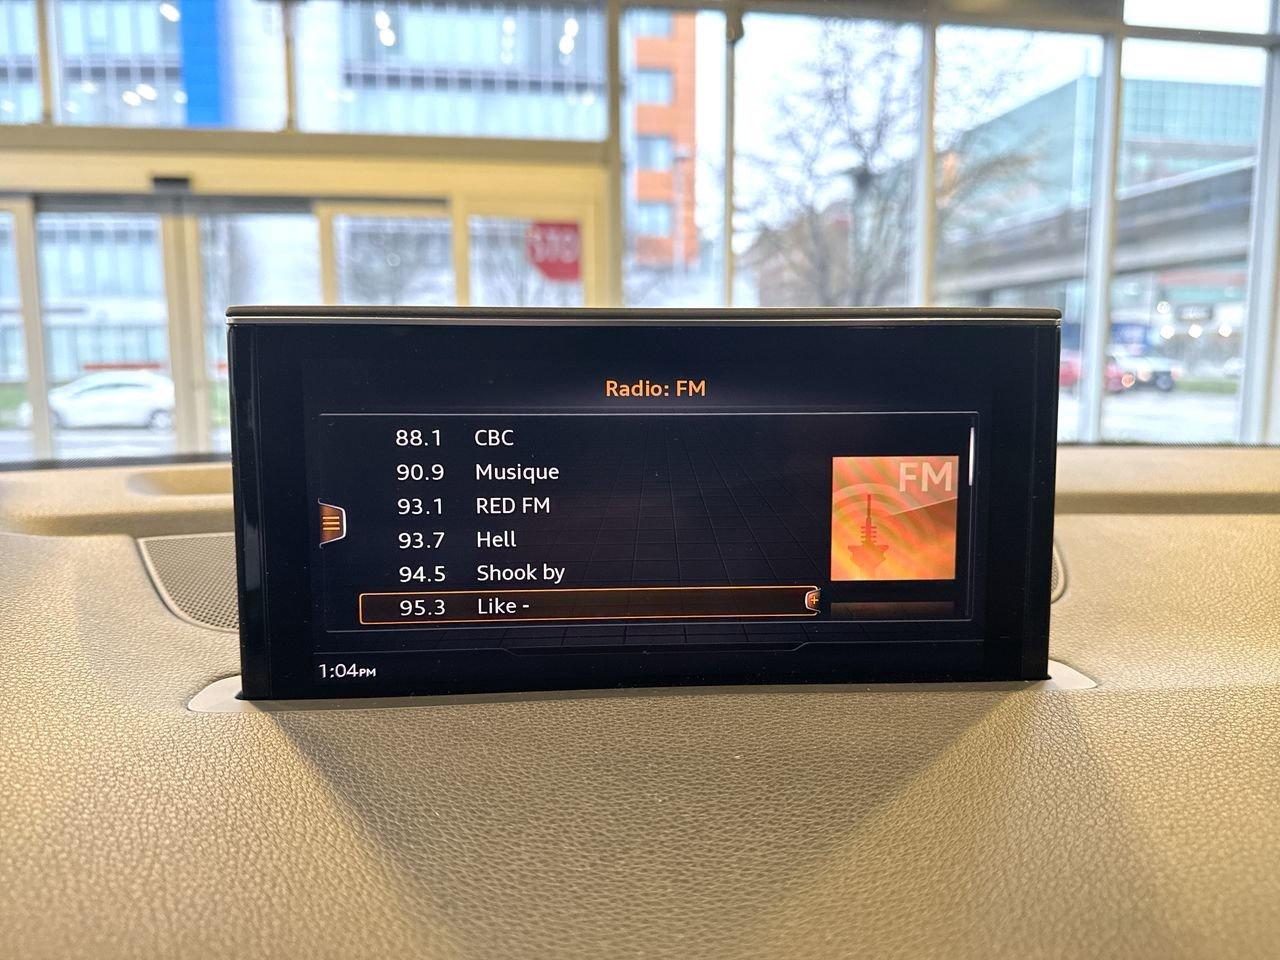 STO
Radio: FM
88.1 CBC
90.9 Musique
93.1 RED FM
93.7 Hell
94.5 Shook by
95.3 Like -
FM
1:04PM